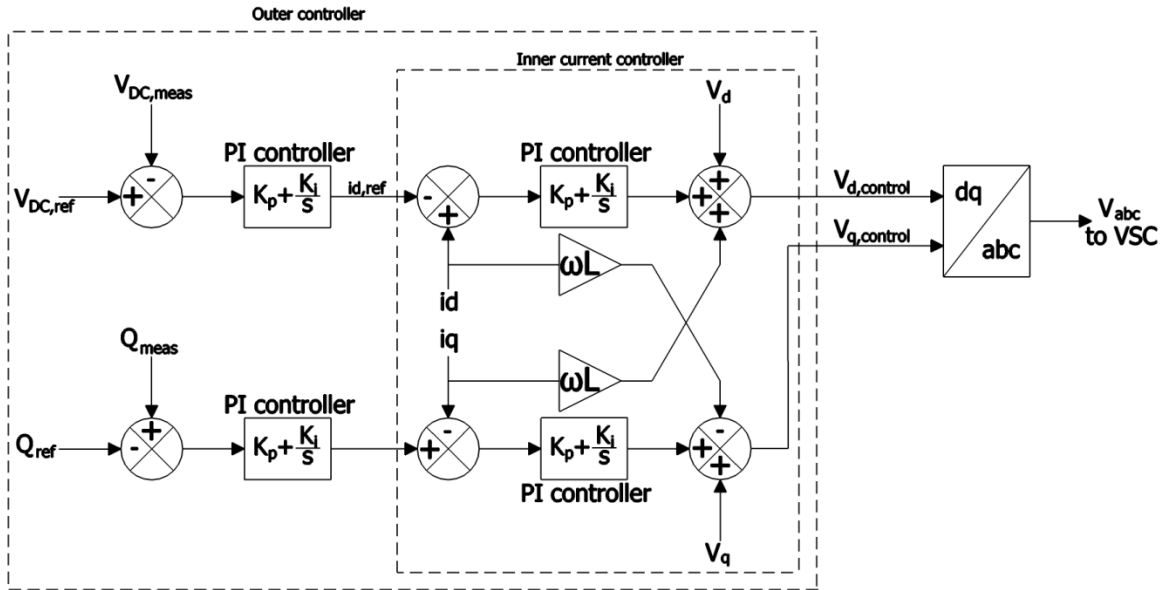 Outer controller
Inner current controller
V_DC,meas
V_d
PI controller
PI controller
V_DC,ref
+
-
K_p+K_i/s
id,ref
-
+
K_p+K_i/s
+
+
+
V_d,control
dq
abc
V_abc
to VSC
V_q,control
ωL
id
iq
ωL
Q_meas
PI controller
Q_ref
+
-
K_p+K_i/s
+
-
K_p+K_i/s
-
+
+
PI controller
V_q